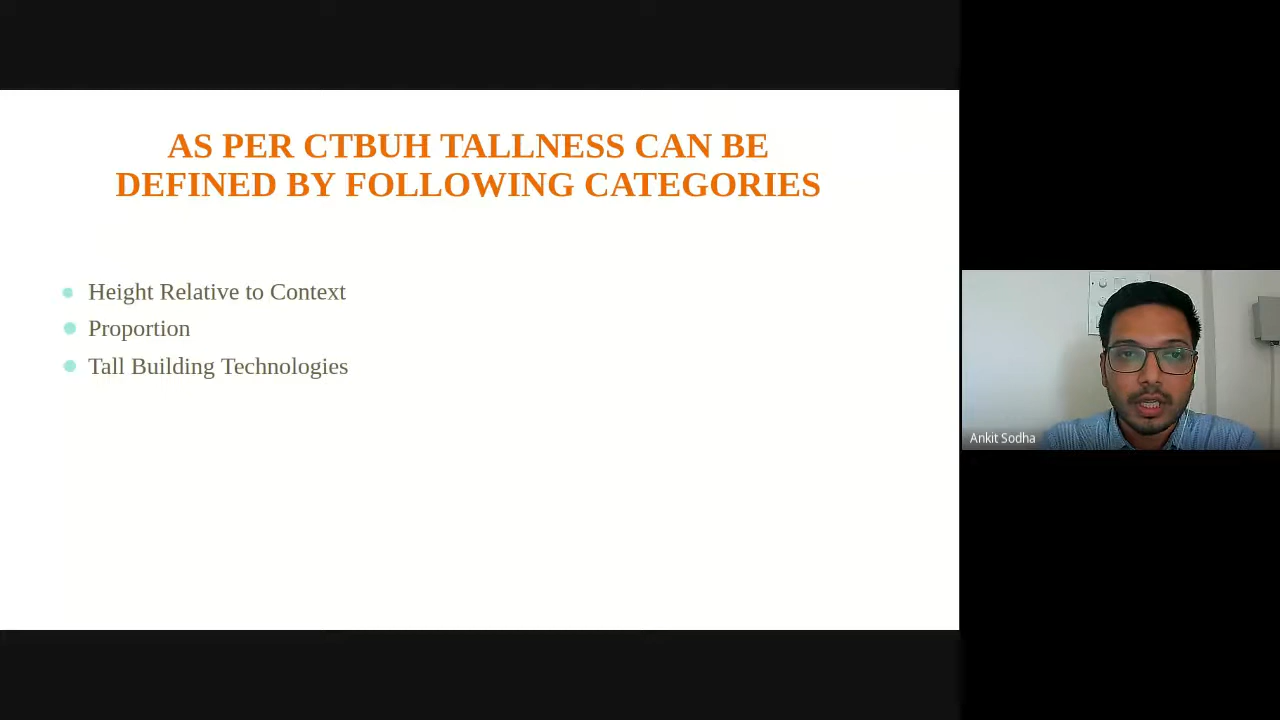 AS PER CTBUH TALLNESS CAN BE
DEFINED BY FOLLOWING CATEGORIES
Height Relative to Context
Proportion
Tall Building Technologies
Ankit Sodha